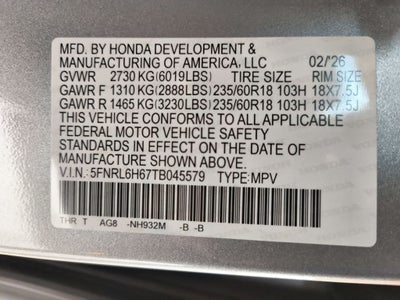 MFD. BY HONDA DEVELOPMENT &
MANUFACTURING OF AMERICA, LLC 02/'26
GVWR 2730 KG(6019LBS) TIRE SIZE RIM SIZE
GAWR F 1310 KG(2888LBS) 235/60R18 103H 18X7.5J
GAWR R 1465 KG(3230LBS) 235/60R18 103H 18X7.5J
THIS VEHICLE CONFORMS TO ALL APPLICABLE
FEDERAL MOTOR VEHICLE SAFETY
STANDARDS IN EFFECT ON THE DATE OF
MANUFACTURE SHOWN ABOVE.
V.I.N.: 5FNRL6H67TB045579 TYPE: MPV
THR T AG8 -NH932M -B -B